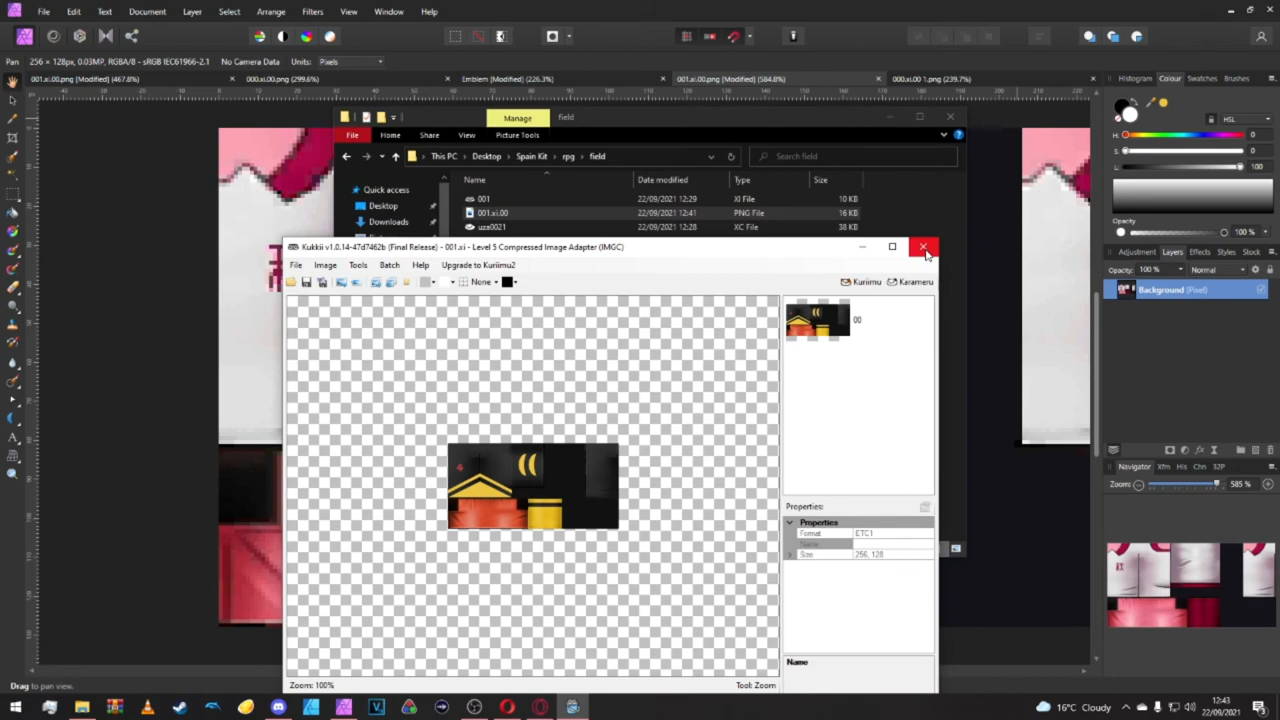 File Edit Text Document Layer Select Arrange Filters View Window Help
Pan 256 × 128px, 0.03MP, RGBA/8 - sRGB IEC61966-2.1 No Camera Data Units: Pixels
001.xi.00.png [Modified] (467.8%) 000.xi.00.png (299.6%) Emblem [Modified] (226.3%) 001.xi.00.png [Modified] (584.8%) 000.xi.00 1.png (239.7%)
Histogram Colour Swatches Brushes
Manage field
File Home Share View Picture Tools
This PC Desktop Spain Kit rpg field Search field
Name Date modified Type Size
Quick access
Desktop
Downloads
001 22/09/2021 12:29 XI File 10 KB
001.xi.00 22/09/2021 12:41 PNG File 16 KB
uza0021 22/09/2021 12:28 XC File 38 KB
Kukkii v1.0.14-47d7462b (Final Release) - 001.xi - Level 5 Compressed Image Adapter (IMGC)
File Image Tools Batch Help Upgrade to Kuriimu2
None Kuriimu Karameru
00
4
Properties:
Properties
Format ETC1
Name
Size 256, 128
Name
Zoom: 100% Tool: Zoom
H: 0
S: 0
L: 100
HSL
Opacity
100 %
Adjustment Layers Effects Styles Stock
Opacity: 100 % Normal
Background (Pixel)
Navigator Xfm His Chn 32P
Zoom: 585 %
Drag to pan view.
16°C Cloudy 12:43
22/09/2021